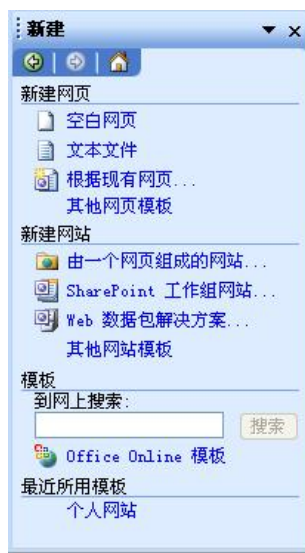 新建
新建网页
空白网页
文本文件
根据现有网页...
其他网页模板
新建网站
由一个网页组成的网站...
SharePoint 工作组网站...
Web 数据包解决方案...
其他网站模板
模板
到网上搜索:
搜索
Office Online 模板
最近所用模板
个人网站